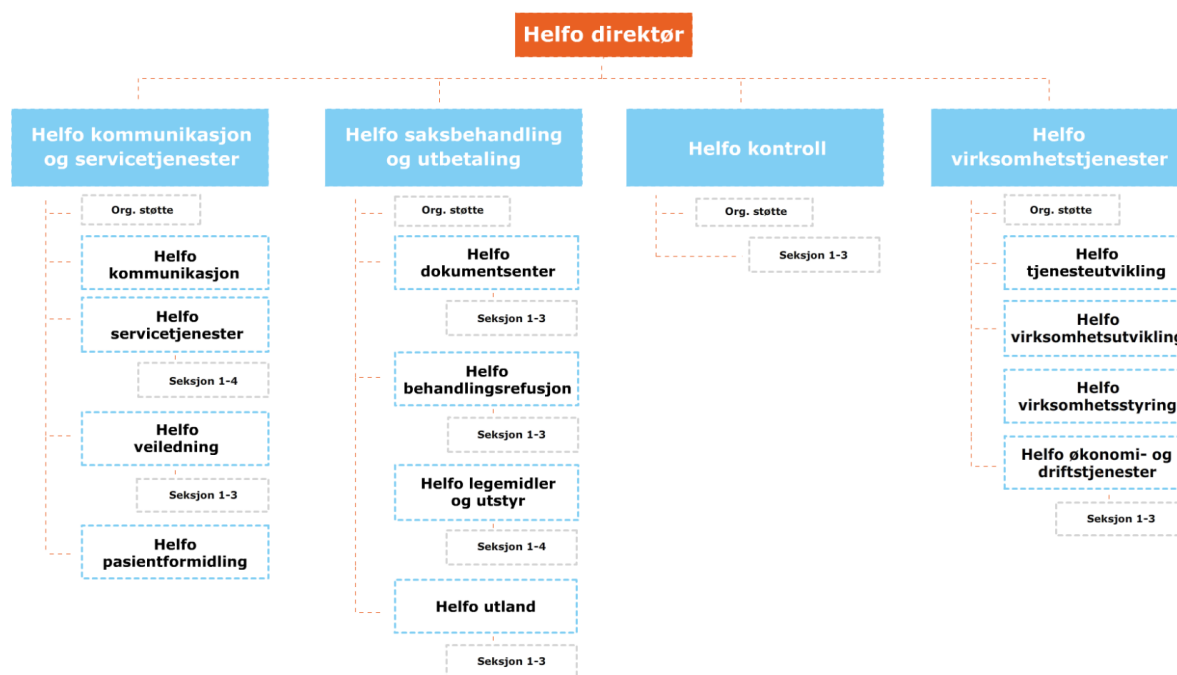 Helfo direktør
Helfo kommunikasjon
og servicetjenester
Org. støtte
Helfo
kommunikasjon
Helfo
servicetjenester
Seksjon 1-4
Helfo
veiledning
Seksjon 1-3
Helfo
pasientformidling
Helfo saksbehandling
og utbetaling
Org. støtte
Helfo
dokumentsenter
Seksjon 1-3
Helfo
behandlingsrefusjon
Seksjon 1-3
Helfo legemidler
og utstyr
Seksjon 1-4
Helfo utland
Seksjon 1-3
Helfo kontroll
Org. støtte
Seksjon 1-3
Helfo
virksomhetstjenester
Org. støtte
Helfo
tjenesteutvikling
Helfo
virksomhetsutvikling
Helfo
virksomhetsstyring
Helfo økonomi- og
driftstjenester
Seksjon 1-3